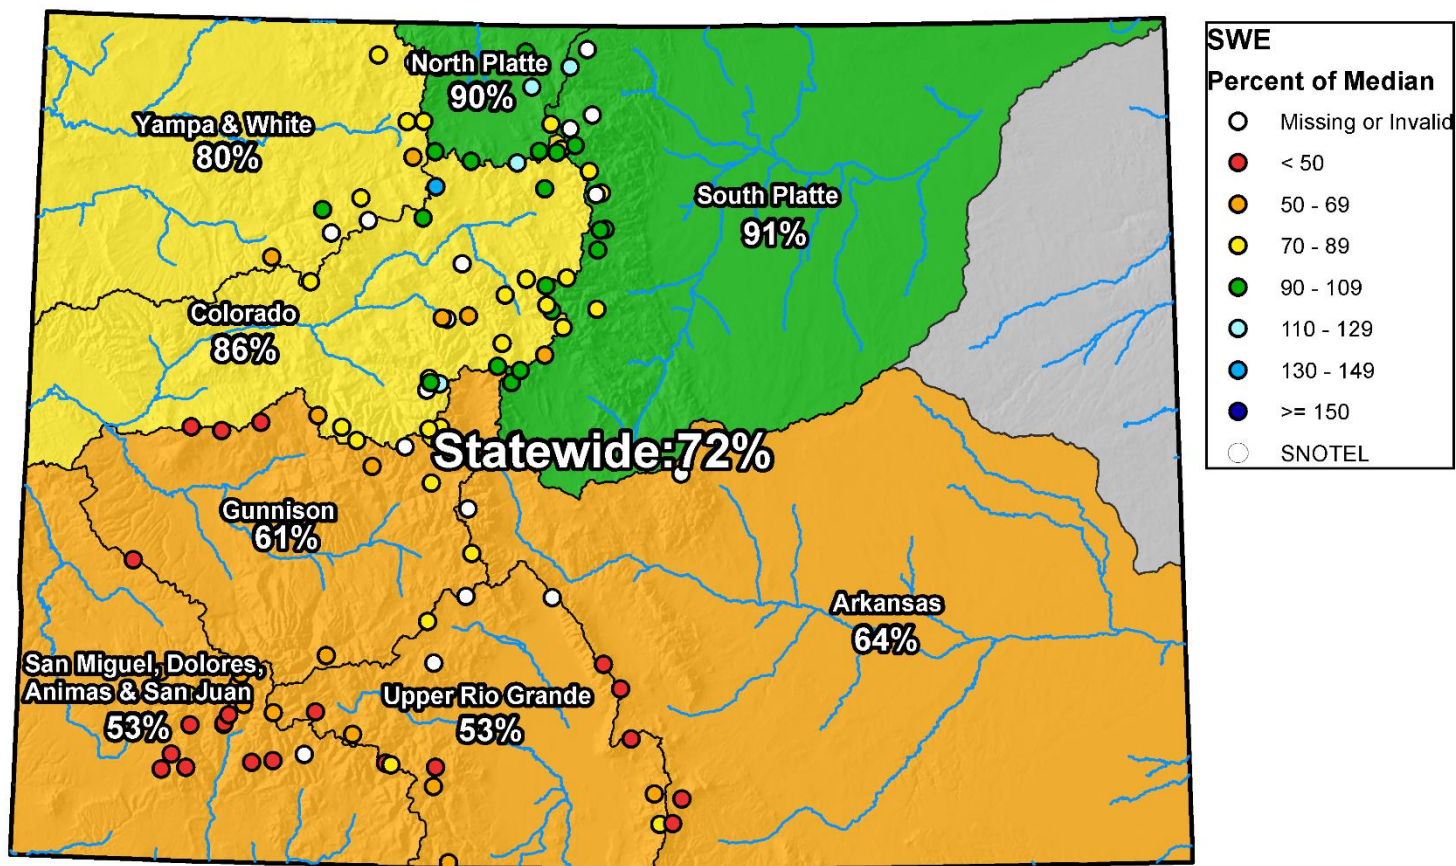 North Platte
90%
Yampa & White
80%
South Platte
91%
Colorado
86%
Statewide:72%
Gunnison
61%
Arkansas
64%
San Miguel, Dolores,
Animas & San Juan
53%
Upper Rio Grande
53%
SWE
Percent of Median
Missing or Invalid
< 50
50 - 69
70 - 89
90 - 109
110 - 129
130 - 149
>= 150
SNOTEL